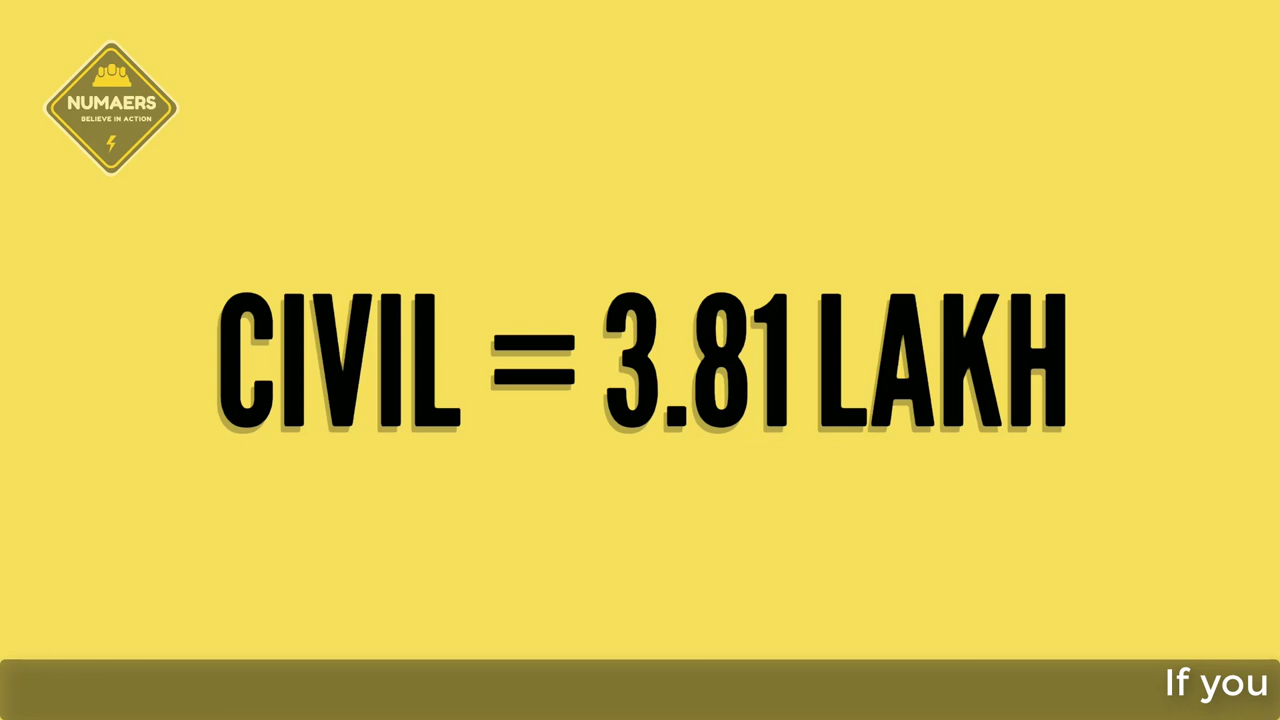 NUMAERS
BELIEVE IN ACTION
CIVIL = 3.81 LAKH
If you